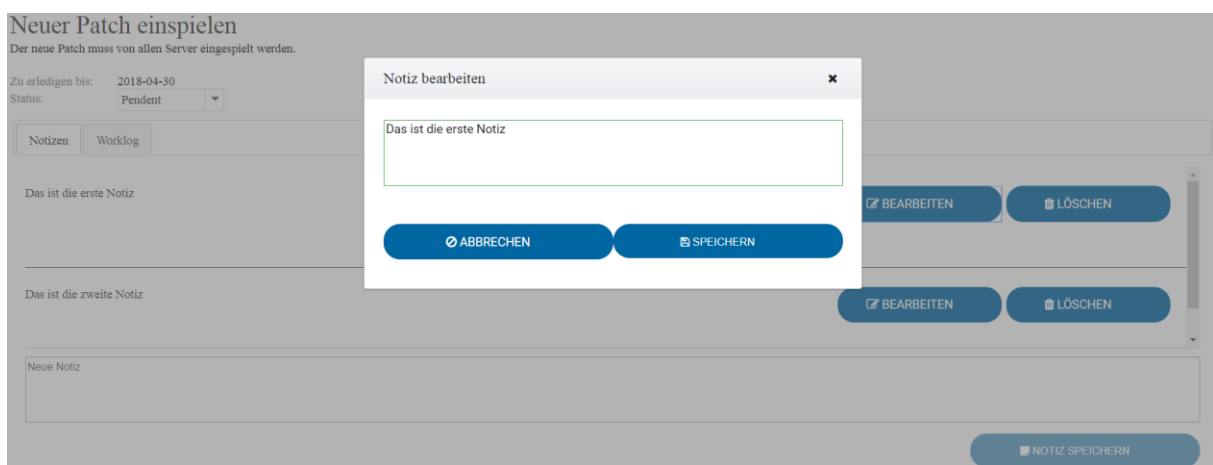 Neuer Patch einspielen
Der neue Patch muss von allen Server eingespielt werden.
Zu erledigen bis: 2018-04-30
Status: Pendent
Notizen Worklog
Notiz bearbeiten
Das ist die erste Notiz
ABBRECHEN SPEICHERN
Das ist die erste Notiz BEARBEITEN LÖSCHEN
Das ist die zweite Notiz BEARBEITEN LÖSCHEN
Neue Notiz
NOTIZ SPEICHERN